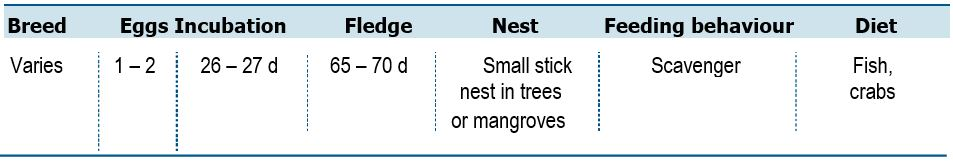 Breed Eggs Incubation Fledge Nest Feeding behaviour Diet
Varies 1 – 2 26 – 27 d 65 – 70 d Small stick Scavenger Fish,
nest in trees crabs
or mangroves